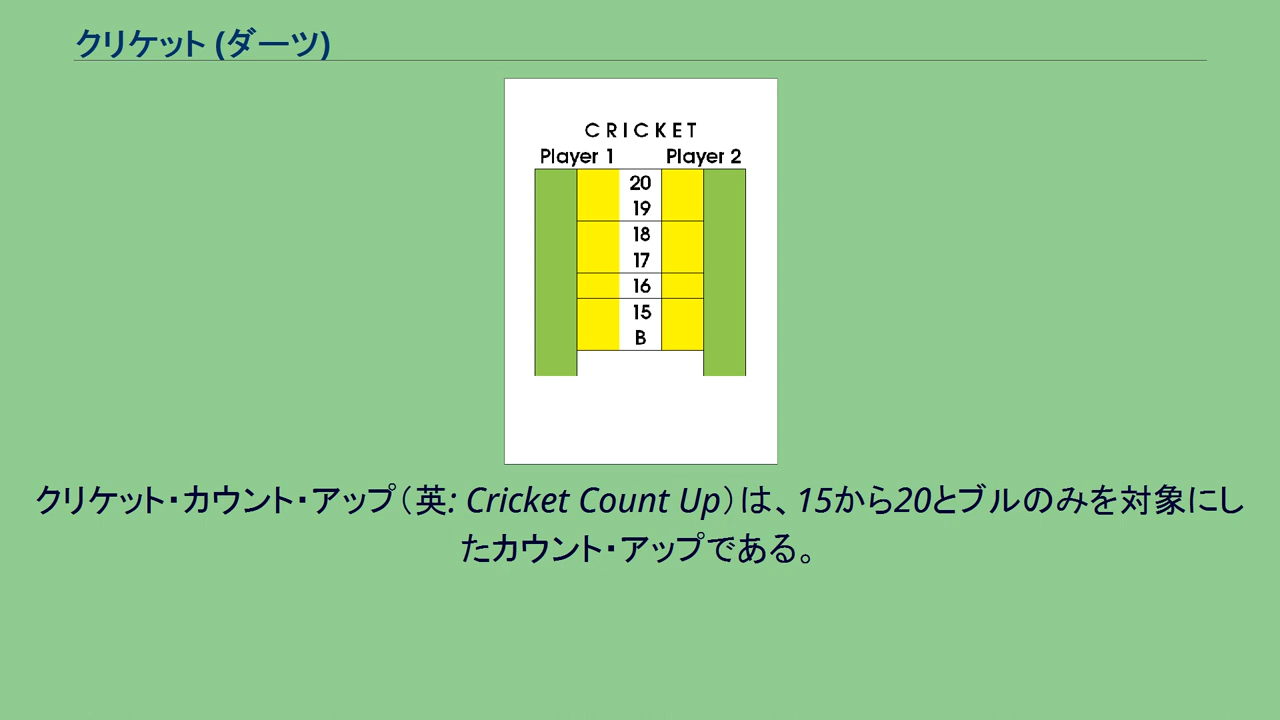 クリケット (ダーツ)
CRICKET
Player 1 Player 2
20
19
18
17
16
15
B
クリケット・カウント・アップ（英: Cricket Count Up）は、15から20とブルのみを対象にし
たカウント・アップである。